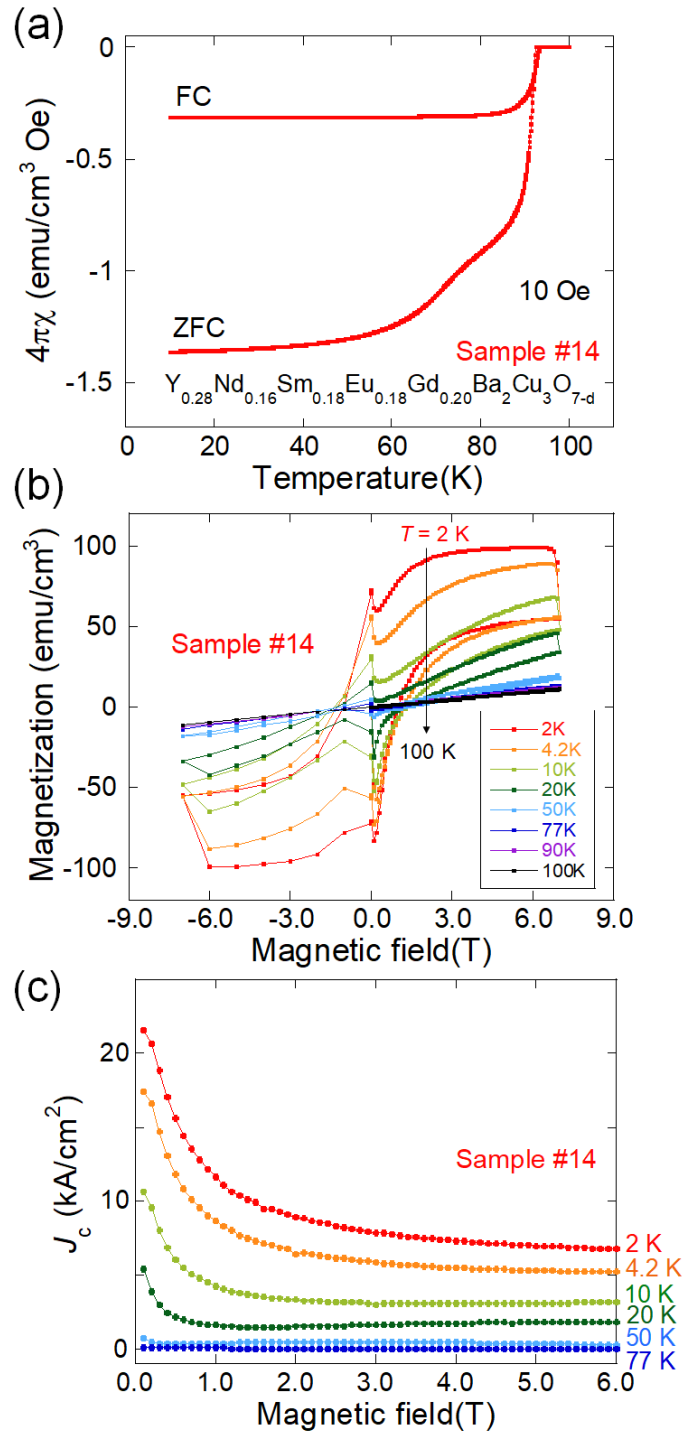 (a)
0
-0.5
-1
-1.5
4πχ (emu/cm³ Oe)
FC
ZFC
10 Oe
Sample #14
Y₀.₂₈Nd₀.₁₆Sm₀.₁₈Eu₀.₁₈Gd₀.₂₀Ba₂Cu₃O₇₋d
0 20 40 60 80 100
Temperature(K)
(b)
100
50
0
-50
-100
Magnetization (emu/cm³)
T = 2 K
Sample #14
100 K
2K
4.2K
10K
20K
50K
77K
90K
100K
-9.0 -6.0 -3.0 0.0 3.0 6.0 9.0
Magnetic field(T)
(c)
20
10
0
Jc (kA/cm²)
Sample #14
2 K
4.2 K
10 K
20 K
50 K
77 K
0.0 1.0 2.0 3.0 4.0 5.0 6.0
Magnetic field(T)